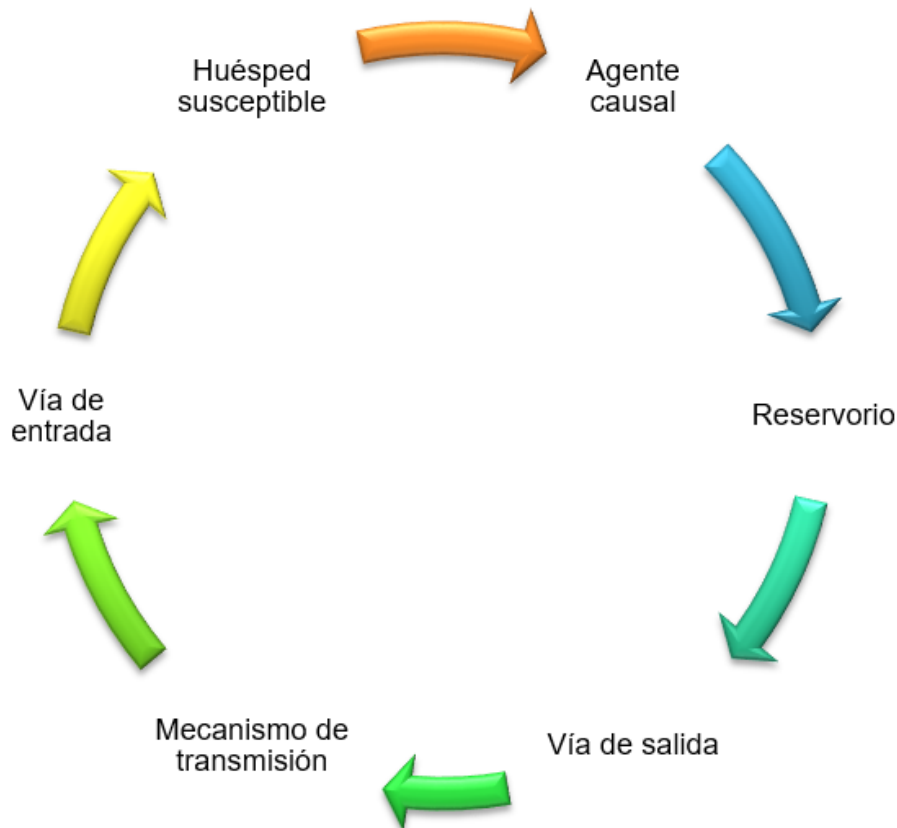 Huésped
susceptible
Agente
causal
Reservorio
Vía de salida
Mecanismo de
transmisión
Vía de
entrada